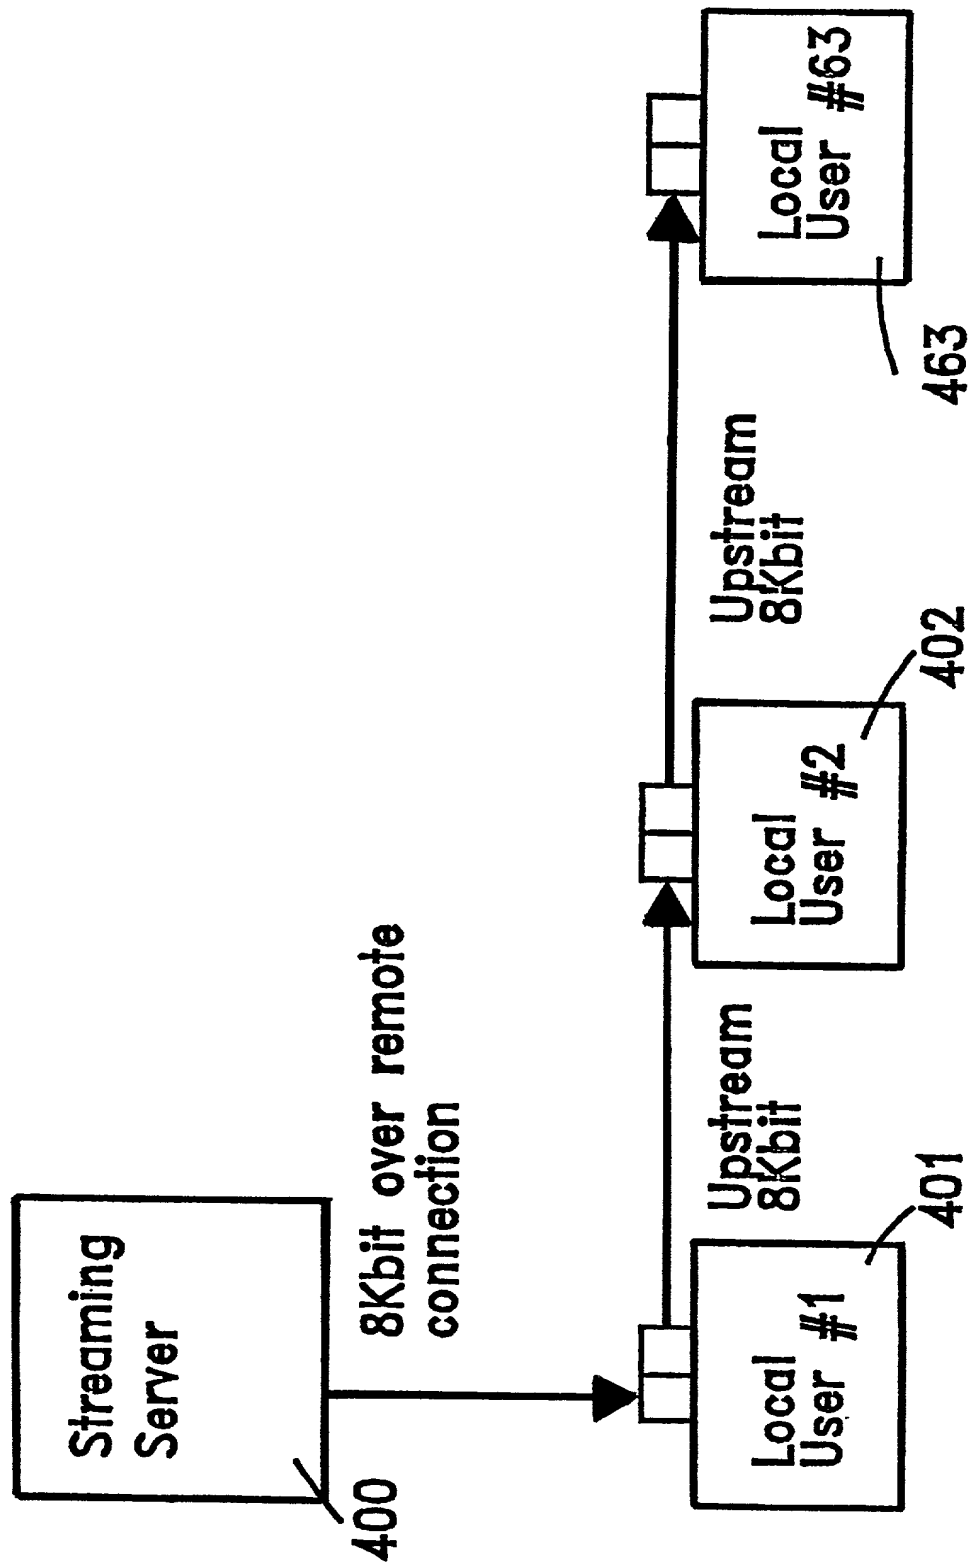 Streaming
Server
400
8Kbit over remote
connection
Local
User #1
401
Upstream
8Kbit
Local
User #2
402
Upstream
8Kbit
Local
User #63
463